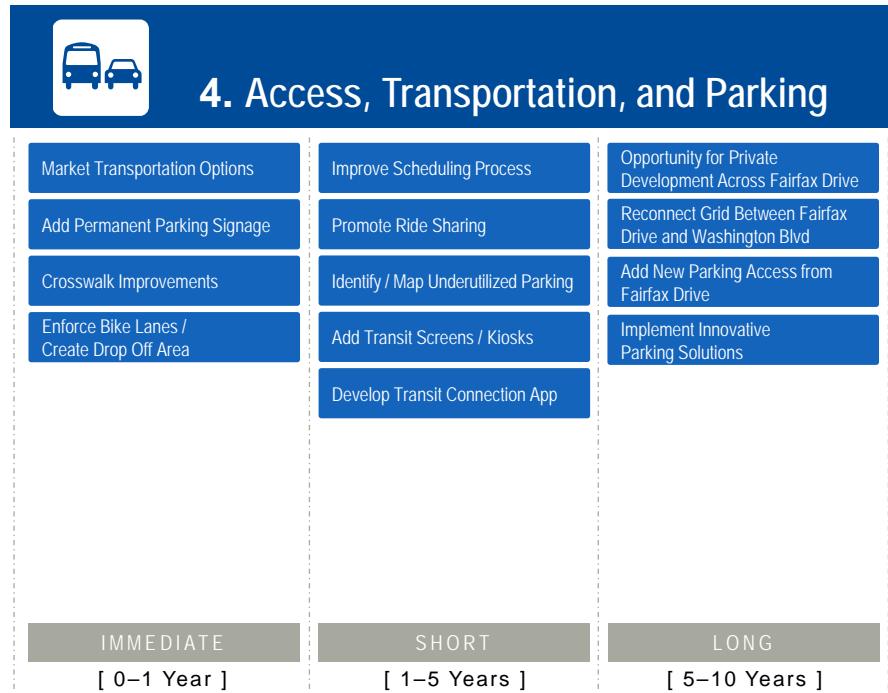 4. Access, Transportation, and Parking
Market Transportation Options
Add Permanent Parking Signage
Crosswalk Improvements
Enforce Bike Lanes /
Create Drop Off Area
IMMEDIATE
[ 0–1 Year ]
Improve Scheduling Process
Promote Ride Sharing
Identify / Map Underutilized Parking
Add Transit Screens / Kiosks
Develop Transit Connection App
SHORT
[ 1–5 Years ]
Opportunity for Private
Development Across Fairfax Drive
Reconnect Grid Between Fairfax
Drive and Washington Blvd
Add New Parking Access from
Fairfax Drive
Implement Innovative
Parking Solutions
LONG
[ 5–10 Years ]